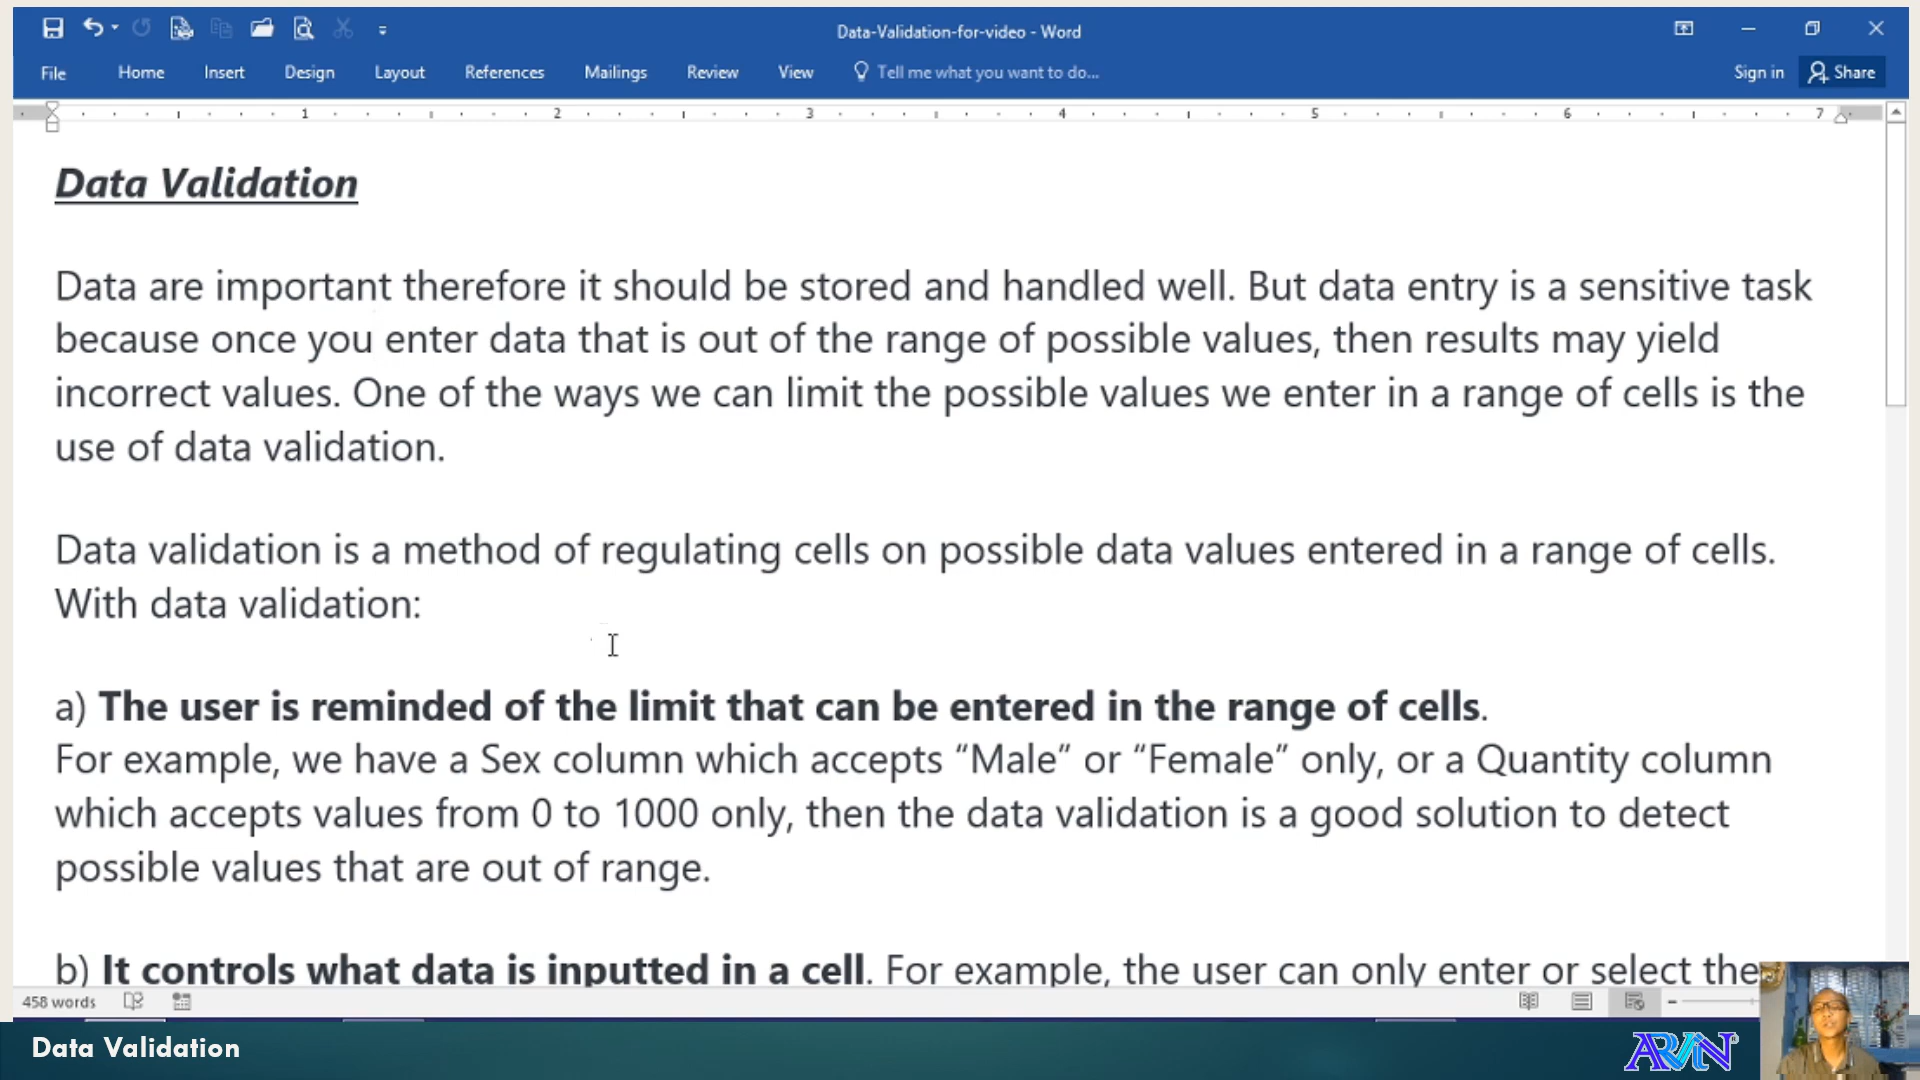 Data-Validation-for-video - Word
File Home Insert Design Layout References Mailings Review View Tell me what you want to do... Sign in Share
1 2 3 4 5 6 7
Data Validation
Data are important therefore it should be stored and handled well. But data entry is a sensitive task
because once you enter data that is out of the range of possible values, then results may yield
incorrect values. One of the ways we can limit the possible values we enter in a range of cells is the
use of data validation.
Data validation is a method of regulating cells on possible data values entered in a range of cells.
With data validation:
a) The user is reminded of the limit that can be entered in the range of cells.
For example, we have a Sex column which accepts “Male” or “Female” only, or a Quantity column
which accepts values from 0 to 1000 only, then the data validation is a good solution to detect
possible values that are out of range.
b) It controls what data is inputted in a cell. For example, the user can only enter or select the
458 words
Data Validation
ARVIN